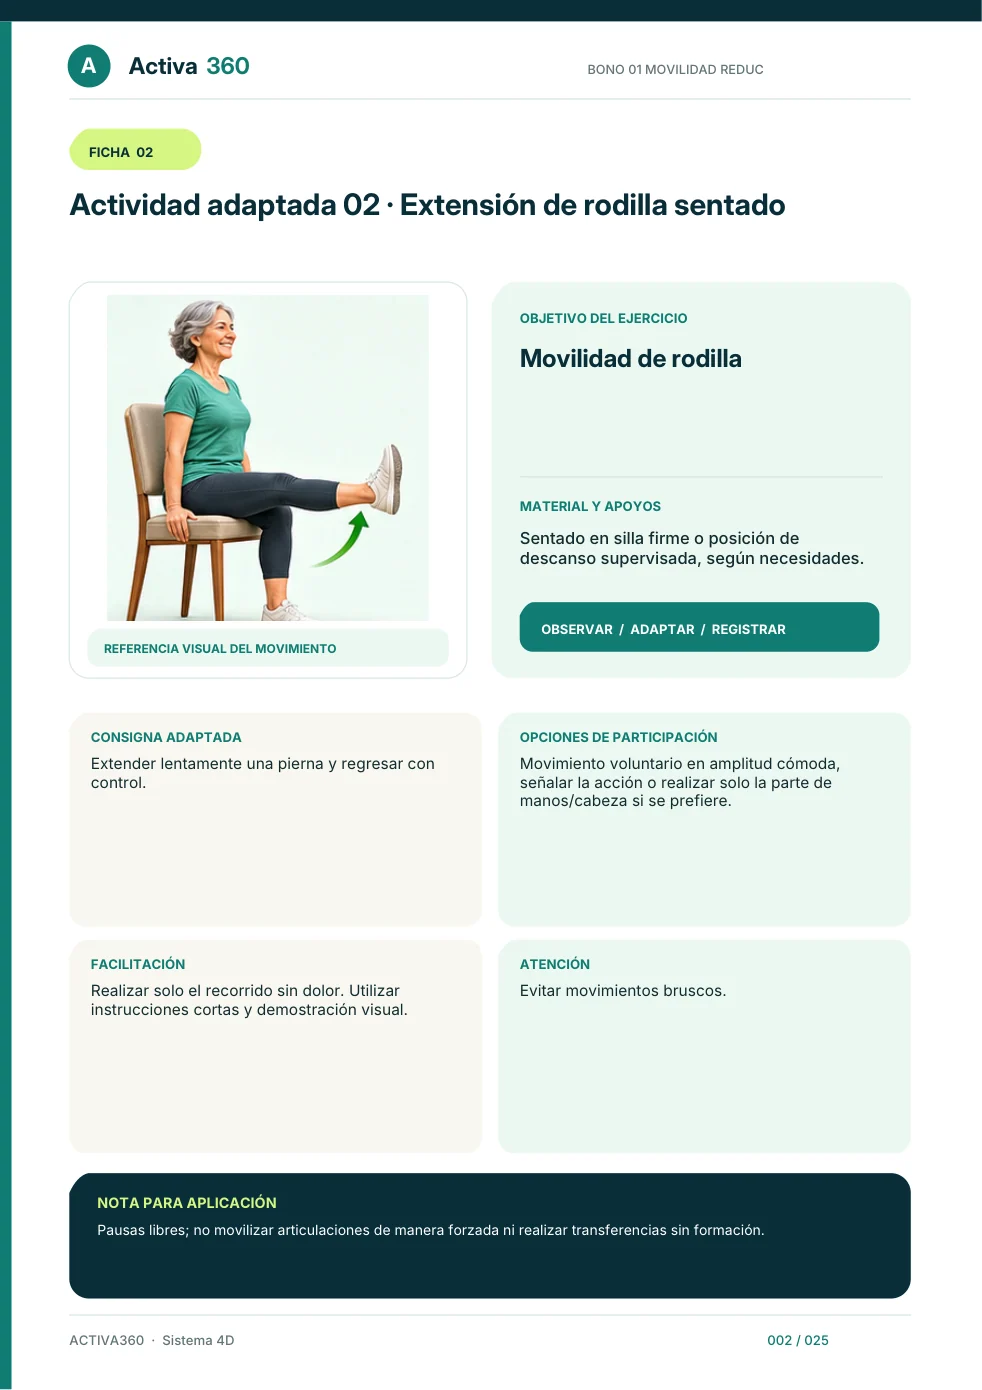 A
Activa 360
BONO 01 MOVILIDAD REDUC
FICHA 02
Actividad adaptada 02 · Extensión de rodilla sentado
REFERENCIA VISUAL DEL MOVIMIENTO
OBJETIVO DEL EJERCICIO
Movilidad de rodilla
MATERIAL Y APOYOS
Sentado en silla firme o posición de
descanso supervisada, según necesidades.
OBSERVAR / ADAPTAR / REGISTRAR
CONSIGNA ADAPTADA
Extender lentamente una pierna y regresar con
control.
OPCIONES DE PARTICIPACIÓN
Movimiento voluntario en amplitud cómoda,
señalar la acción o realizar solo la parte de
manos/cabeza si se prefiere.
FACILITACIÓN
Realizar solo el recorrido sin dolor. Utilizar
instrucciones cortas y demostración visual.
ATENCIÓN
Evitar movimientos bruscos.
NOTA PARA APLICACIÓN
Pausas libres; no movilizar articulaciones de manera forzada ni realizar transferencias sin formación.
ACTIVA360 · Sistema 4D
002 / 025